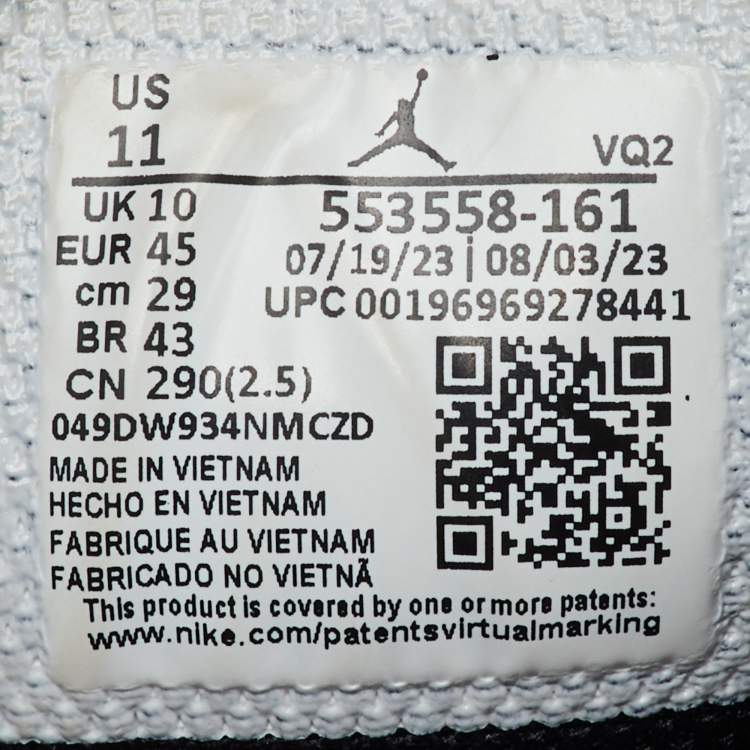 US
11
VQ2
UK 10
553558-161
EUR 45
07/19/23 | 08/03/23
cm 29
UPC 00196969278441
BR 43
CN 290(2.5)
049DW934NMCZD
MADE IN VIETNAM
HECHO EN VIETNAM
FABRIQUE AU VIETNAM
FABRICADO NO VIETNÃ
This product is covered by one or more patents:
www.nike.com/patentsvirtualmarking